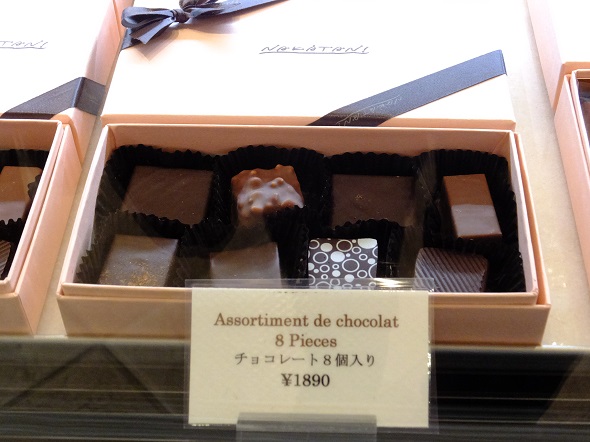 NAKATANI
Assortiment de chocolat
8 Pieces
チョコレート８個入り
¥1890